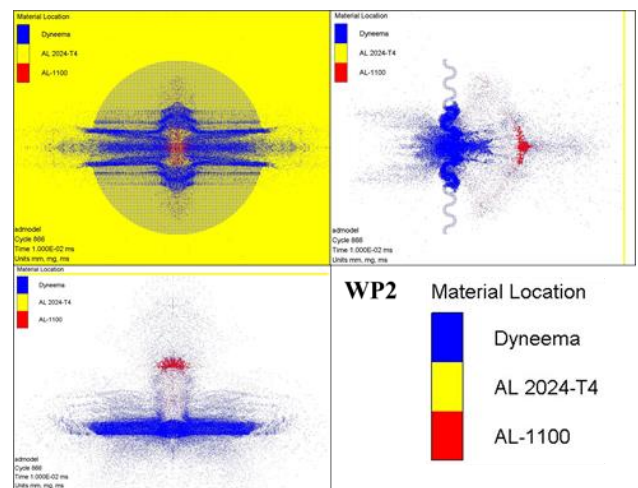 Material Location
Dyneema
AL 2024-T4
AL-1100
admodel
Cycle 866
Time 1.000E-02 ms
Units mm, mg, ms
Material Location
Dyneema
AL 2024-T4
AL-1100
admodel
Cycle 866
Time 1.000E-02 ms
Units mm, mg, ms
Material Location
Dyneema
AL 2024-T4
AL-1100
admodel
Cycle 866
Time 1.000E-02 ms
Units mm, mg, ms
WP2
Material Location
Dyneema
AL 2024-T4
AL-1100